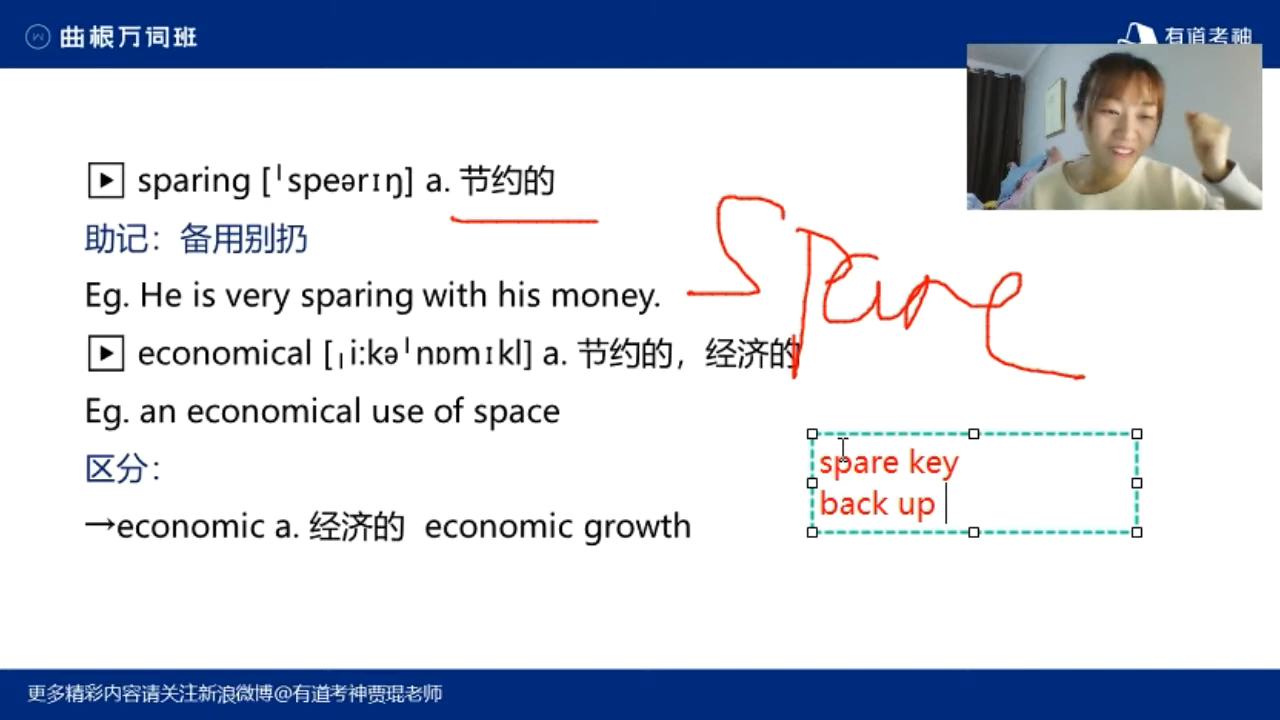 曲根万词班
有道考神
sparing [ˈspeərɪŋ] a. 节约的
助记：备用别扔
Eg. He is very sparing with his money.
spare
economical [ˌi:kəˈnɒmɪkl] a. 节约的，经济的
Eg. an economical use of space
区分：
spare key
back up
→economic a. 经济的 economic growth
更多精彩内容请关注新浪微博@有道考神贾琨老师